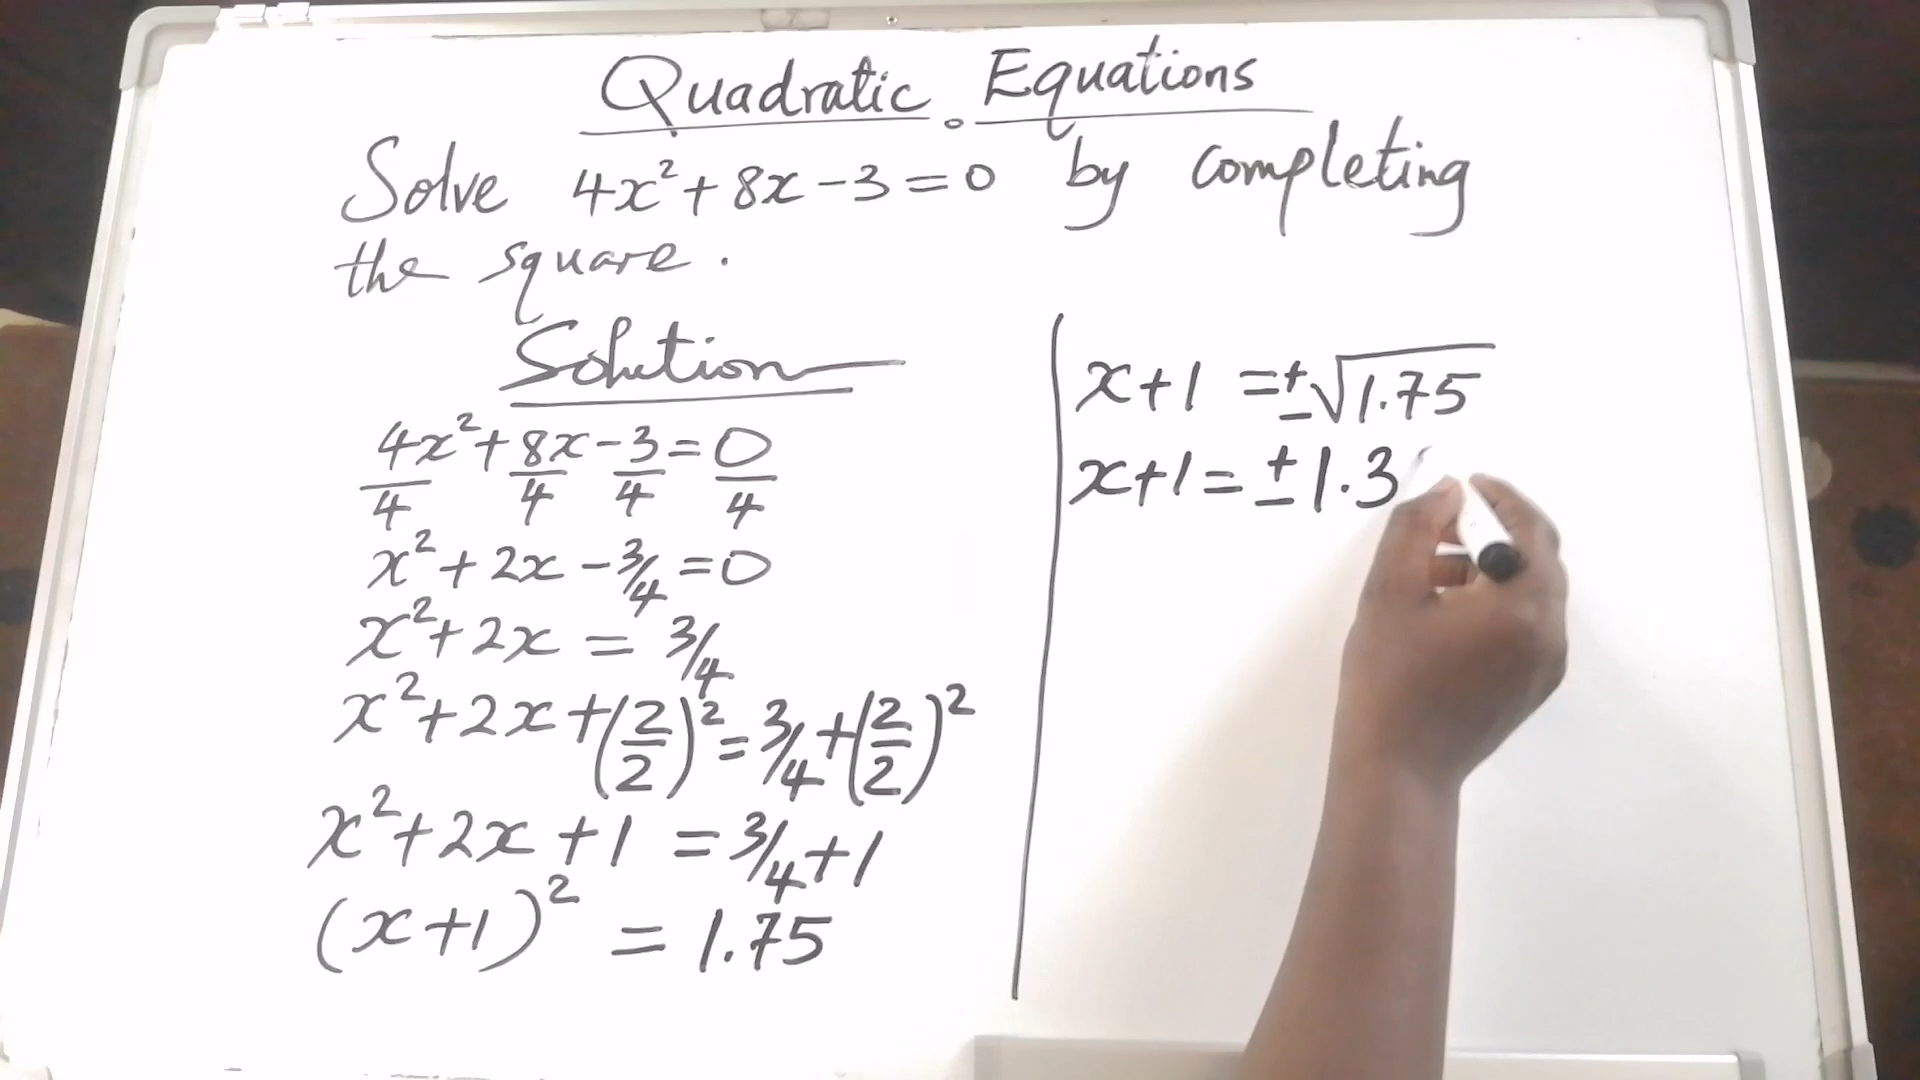 Quadratic Equations
Solve 4x²+8x-3=0 by completing
the square.
Solution
4x²/4 + 8x/4 - 3/4 = 0/4
x²+2x-3/4=0
x²+2x = 3/4
x²+2x+(2/2)²=3/4+(2/2)²
x²+2x+1 = 3/4+1
(x+1)² = 1.75
x+1 = ±√1.75
x+1 = ±1.3